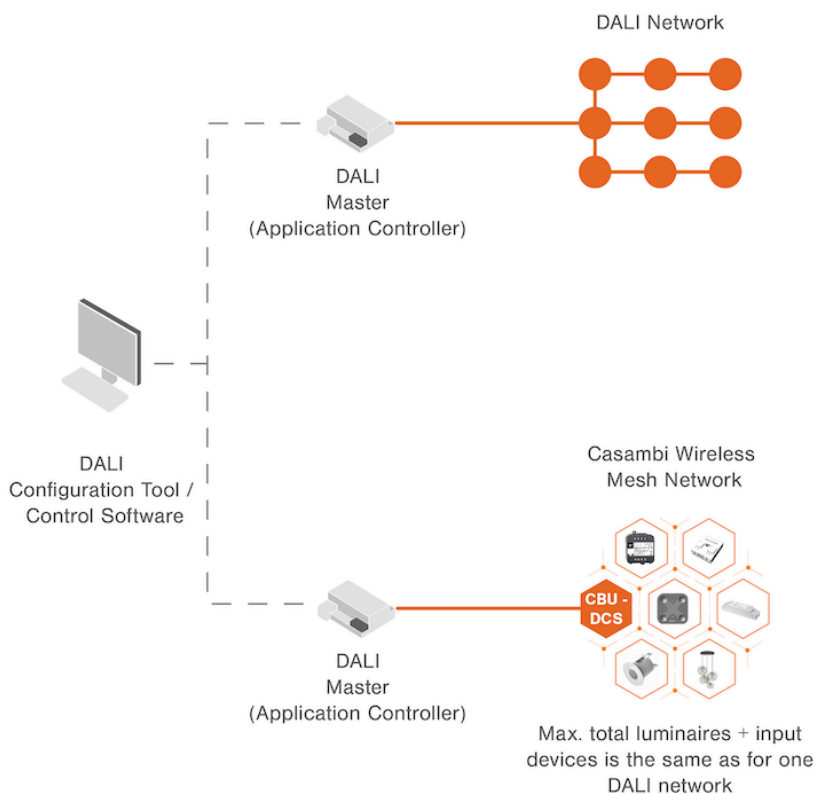 DALI Network
DALI
Master
(Application Controller)
DALI
Configuration Tool /
Control Software
Casambi Wireless
Mesh Network
CBU -
DCS
DALI
Master
(Application Controller)
Max. total luminaires + input
devices is the same as for one
DALI network